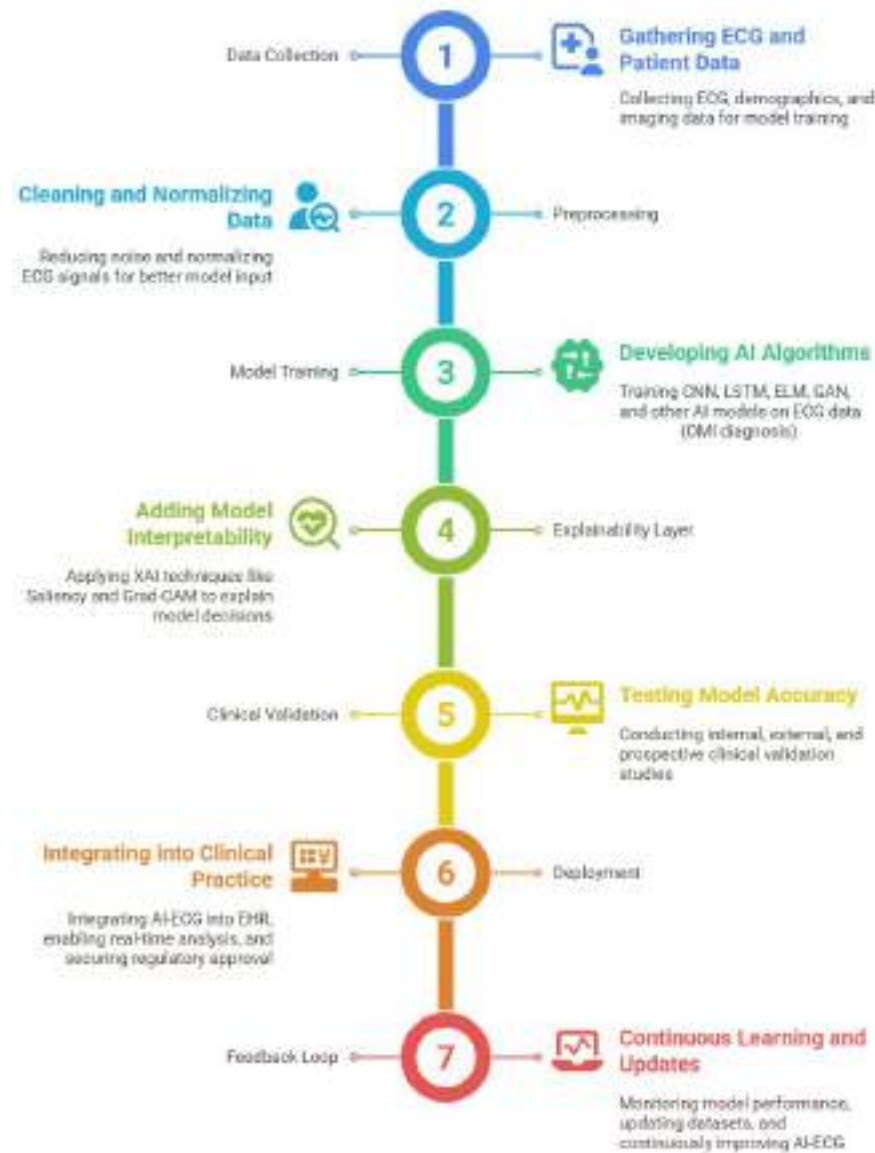 Data Collection
1
Gathering ECG and
Patient Data
Collecting ECG, demographics, and
imaging data for model training
Cleaning and Normalizing
Data
Reducing noise and normalizing
ECG signals for better model input
2
Preprocessing
Model Training
3
Developing AI Algorithms
Training CNN, LSTM, ELM, GAN,
and other AI models on ECG data
(OMI diagnosis)
Adding Model
Interpretability
Applying XAI techniques like
Saliency and Grad-CAM to explain
model decisions
4
Explainability Layer
Clinical Validation
5
Testing Model Accuracy
Conducting internal, external, and
prospective clinical validation
studies
Integrating into Clinical
Practice
Integrating AI-ECG into EHR,
enabling real-time analysis, and
securing regulatory approval
6
Deployment
Feedback Loop
7
Continuous Learning and
Updates
Monitoring model performance,
updating datasets, and
continuously improving AI-ECG